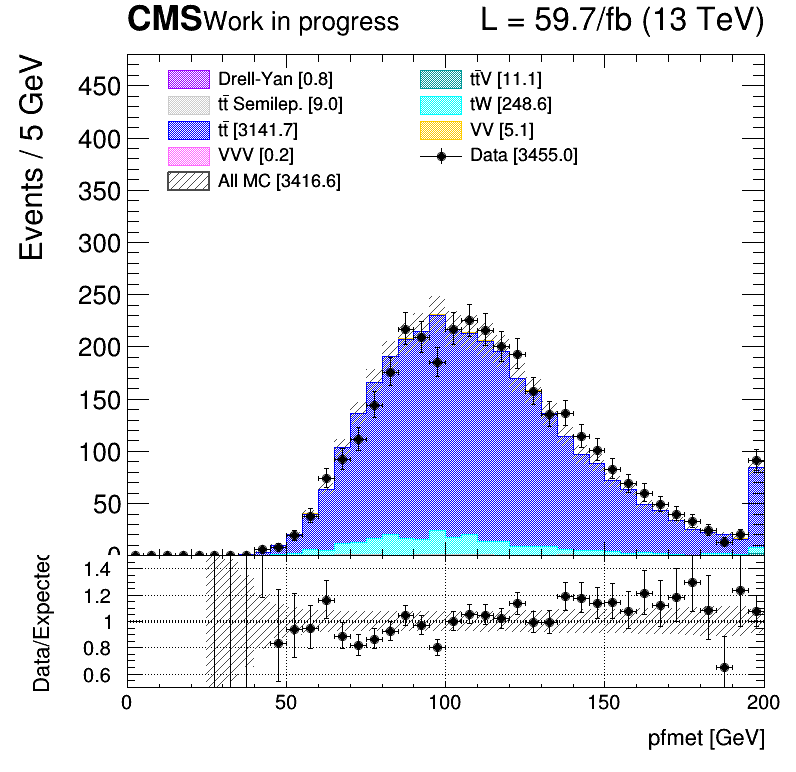 CMS Work in progress L = 59.7/fb (13 TeV)
Events / 5 GeV
450
400
350
300
250
200
150
100
50
0
Drell-Yan [0.8]
tt̄ Semilep. [9.0]
tt̄ [3141.7]
VVV [0.2]
All MC [3416.6]
tt̄V [11.1]
tW [248.6]
VV [5.1]
Data [3455.0]
Data/Expected
1.4
1.2
1
0.8
0.6
0 50 100 150 200
pfmet [GeV]